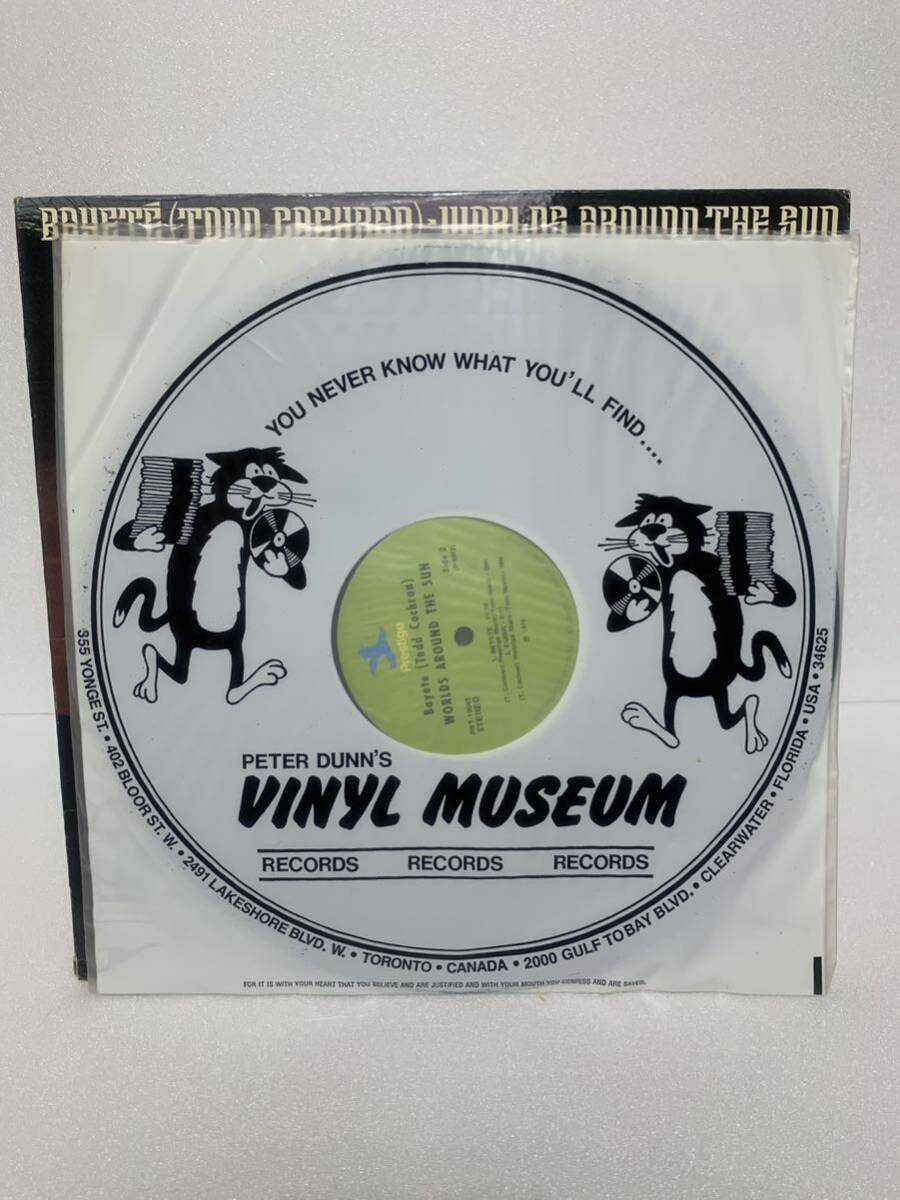 BAYETÉ (TODD COCHRAN) - WORLDS AROUND THE SUN
YOU NEVER KNOW WHAT YOU'LL FIND....
Prestige
Bayete (Todd Cochran)
WORLDS AROUND THE SUN
STEREO
Side 2
PETER DUNN'S
VINYL MUSEUM
RECORDS RECORDS RECORDS
355 YONGE ST. • 402 BLOOR ST. W. • 2491 LAKESHORE BLVD. W. • TORONTO • CANADA • 2000 GULF TO BAY BLVD. • CLEARWATER • FLORIDA • USA • 34625
FOR IT IS WITH YOUR HEART THAT YOU BELIEVE AND ARE JUSTIFIED AND WITH YOUR MOUTH YOU CONFESS AND ARE SAVED.